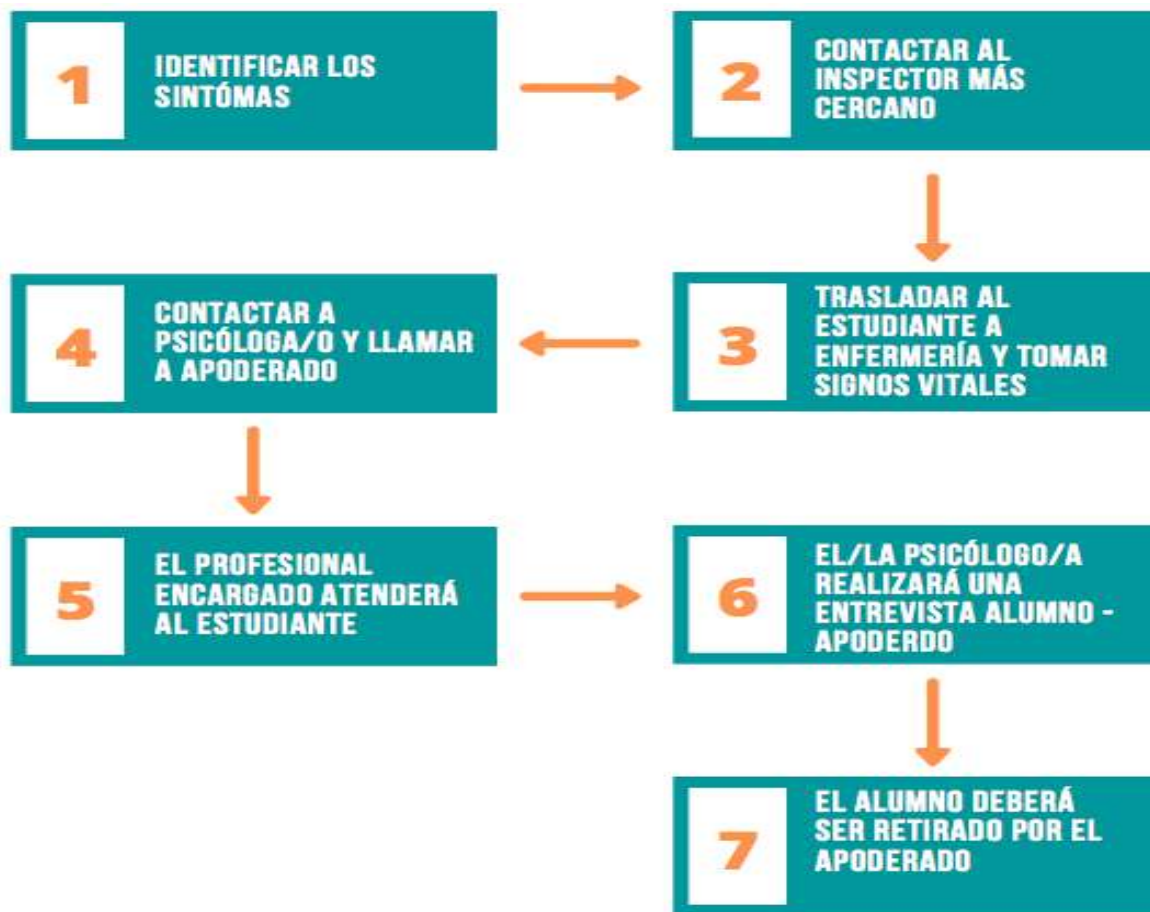 1
IDENTIFICAR LOS
SINTÓMAS
2
CONTACTAR AL
INSPECTOR MÁS
CERCANO
3
TRASLADAR AL
ESTUDIANTE A
ENFERMERÍA Y TOMAR
SIGNOS VITALES
4
CONTACTAR A
PSICÓLOGA/O Y LLAMAR
A APODERADO
5
EL PROFESIONAL
ENCARGADO ATENDERÁ
AL ESTUDIANTE
6
EL/LA PSICÓLOGO/A
REALIZARÁ UNA
ENTREVISTA ALUMNO -
APODERDO
7
EL ALUMNO DEBERÁ
SER RETIRADO POR EL
APODERADO